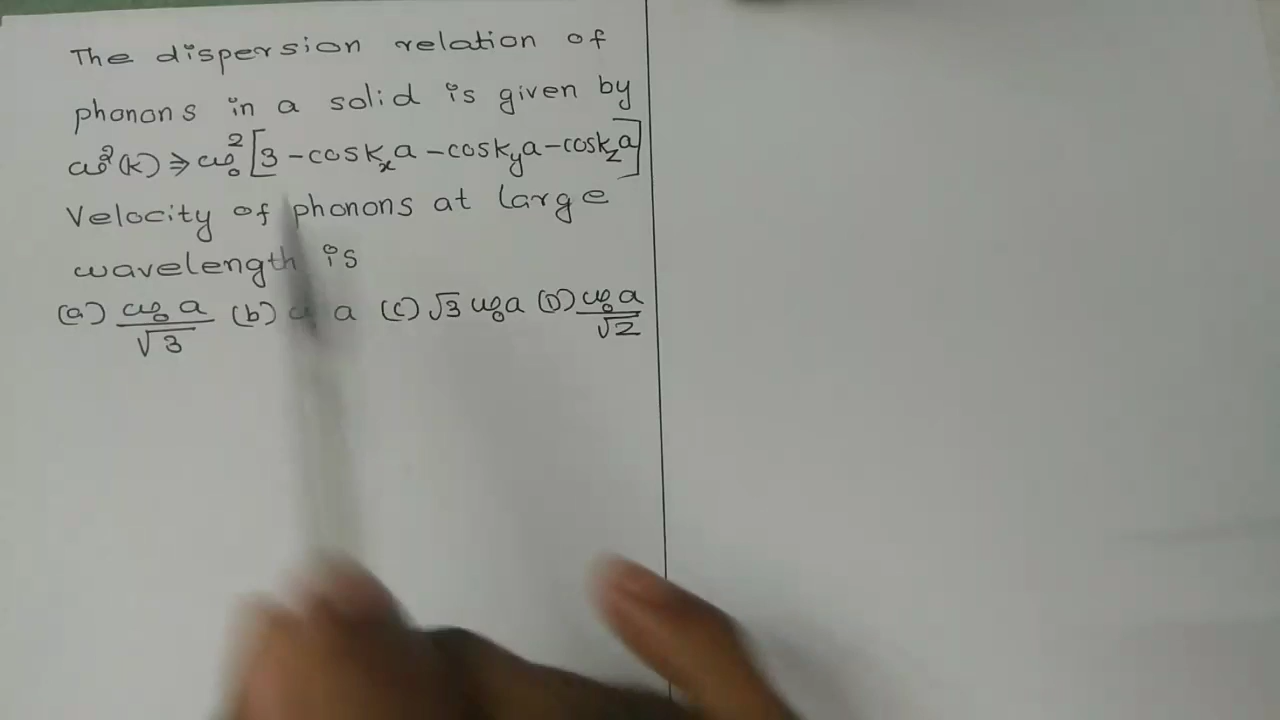 The dispersion relation of
phonons in a solid is given by
ω²(k) ⇒ ω₀² [3 - cos kₓa - cos k_y a - cos k_z a]
Velocity of phonons at large
wavelength is
(a) ω₀a/√3 (b) a (c) √3 ω₀a (D) ω₀a/√2